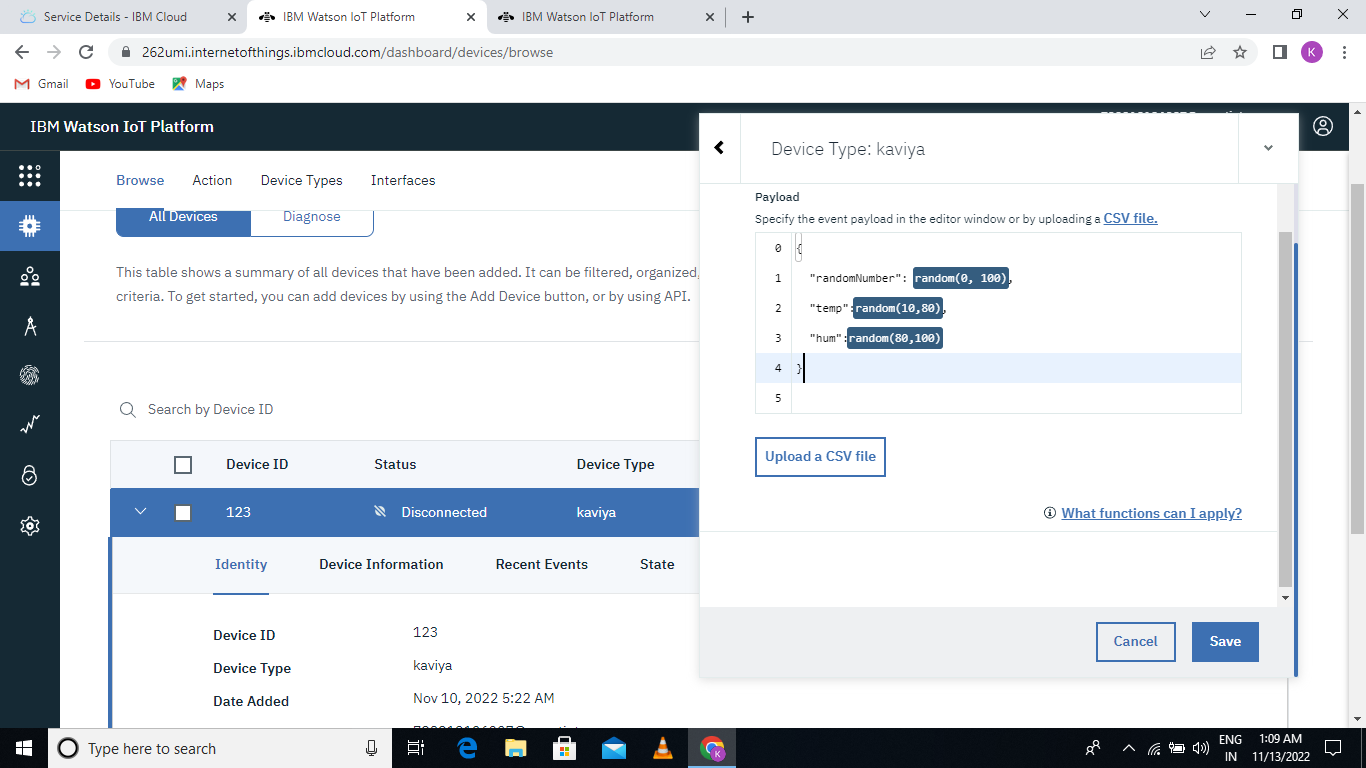 Service Details - IBM Cloud
IBM Watson IoT Platform
IBM Watson IoT Platform
262umi.internetofthings.ibmcloud.com/dashboard/devices/browse
K
Gmail
YouTube
Maps
IBM Watson IoT Platform
Browse
Action
Device Types
Interfaces
All Devices
Diagnose
This table shows a summary of all devices that have been added. It can be filtered, organized,
criteria. To get started, you can add devices by using the Add Device button, or by using API.
Search by Device ID
Device ID
Status
Device Type
123
Disconnected
kaviya
Identity
Device Information
Recent Events
State
Device ID
123
Device Type
kaviya
Date Added
Nov 10, 2022 5:22 AM
Device Type: kaviya
Payload
Specify the event payload in the editor window or by uploading a CSV file.
0 {
1 "randomNumber": random(0, 100),
2 "temp":random(10,80),
3 "hum":random(80,100)
4 }
5
Upload a CSV file
What functions can I apply?
Cancel
Save
Type here to search
K
ENG
IN
1:09 AM
11/13/2022